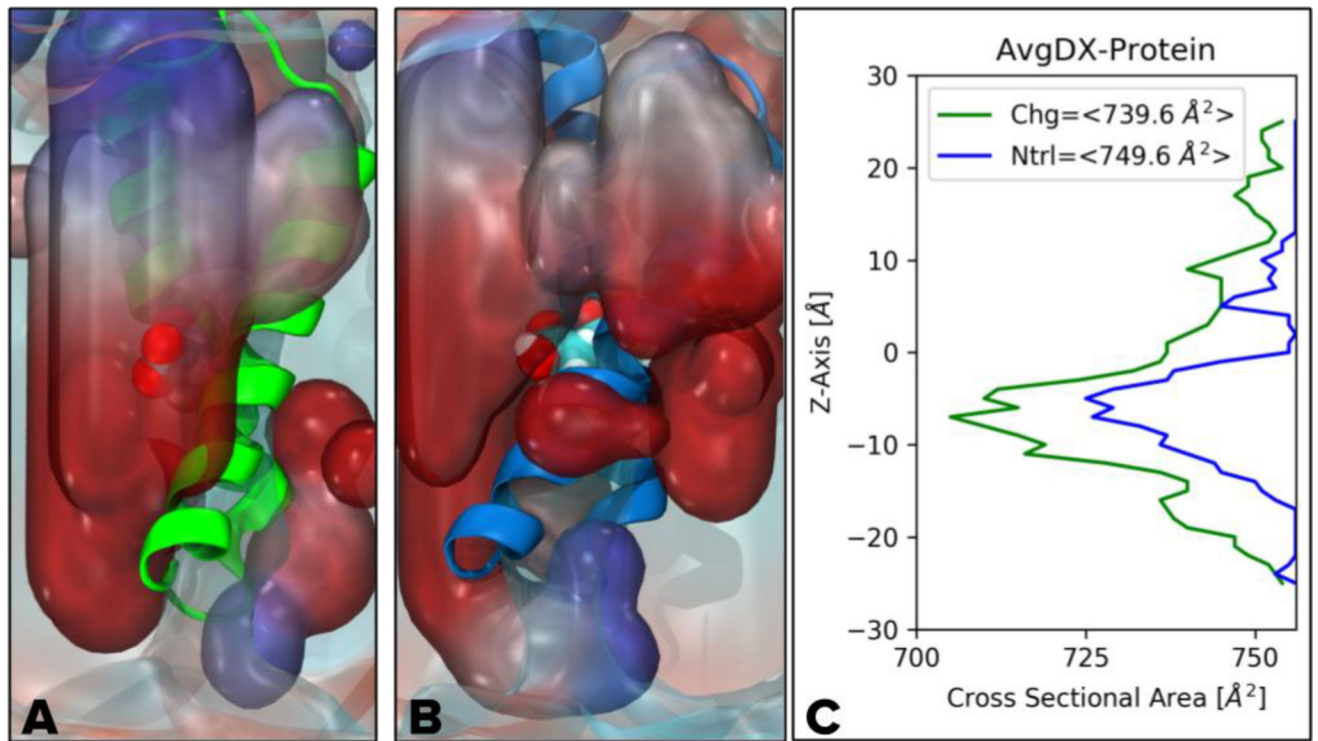 A
B
C
AvgDX-Protein
Chg=<739.6 Å²>
Ntrl=<749.6 Å²>
Z-Axis [Å]
30
20
10
0
−10
−20
−30
700 725 750
Cross Sectional Area [Å²]